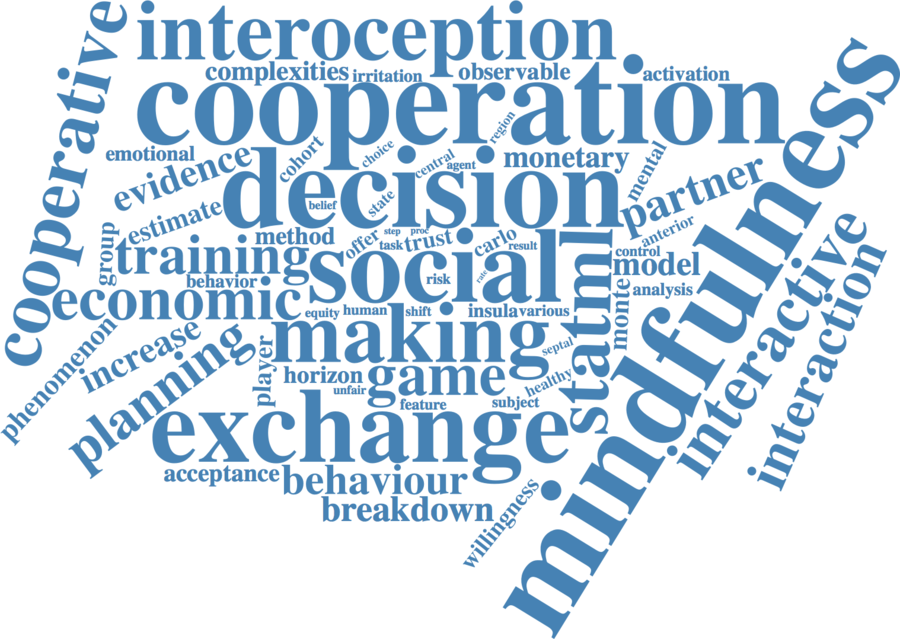 interoception
cooperative
complexities
irritation
observable
activation
cooperation
mindfulness
region
emotional
evidence
cohort
choice
central
agent
monetary
mental
decision
partner
belief
state
estimate
step
proc
anterior
group
method
offer
task
trust
carlo
result
control
training
social
statml
model
interactive
interaction
behavior
risk
rate
analysis
economic
equity
human
shift
insula
various
monte
phenomenon
increase
planning
making
septal
player
horizon
game
healthy
unfair
feature
subject
exchange
acceptance
behaviour
willingness
breakdown